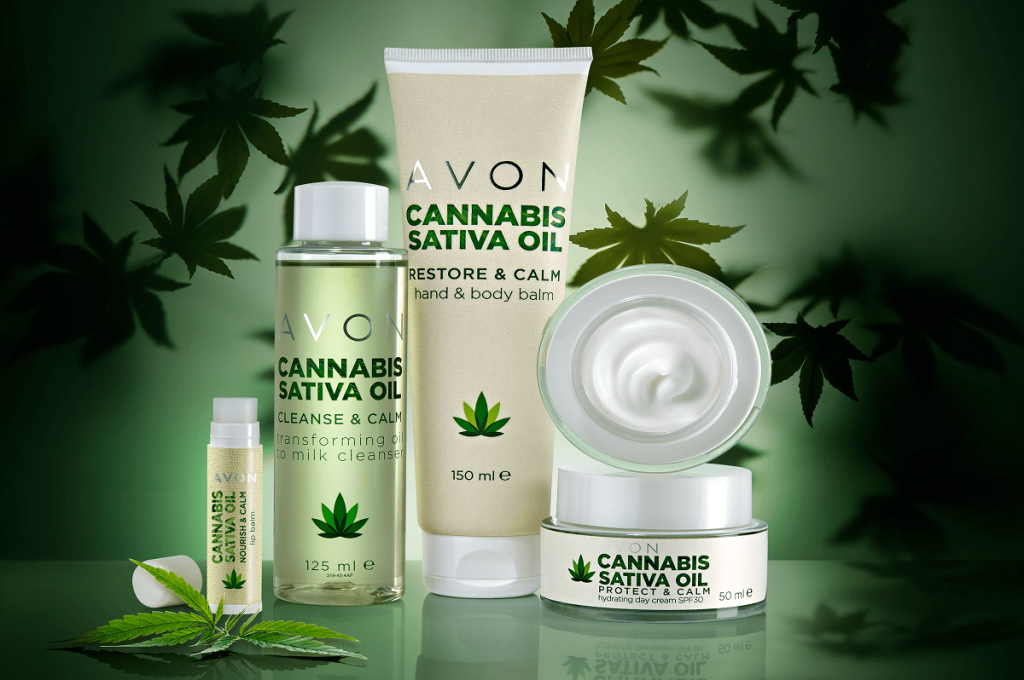 AVON
CANNABIS
SATIVA OIL
NOURISH & CALM
lip balm
AVON
CANNABIS
SATIVA OIL
CLEANSE & CALM
transforming oil
to milk cleanser
125 ml e
AVON
CANNABIS
SATIVA OIL
RESTORE & CALM
hand & body balm
150 ml e
ON
CANNABIS
SATIVA OIL
PROTECT & CALM
hydrating day cream SPF30
50 ml e